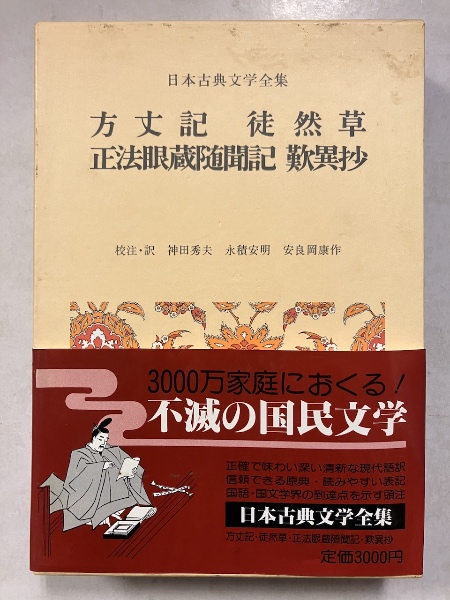 日本古典文学全集
方丈記 徒然草
正法眼蔵随聞記 歎異抄
校注・訳 神田秀夫 永積安明 安良岡康作
3000万家庭におくる!
不滅の国民文学
正確で味わい深い清新な現代語訳
信頼できる原典・読みやすい表記
国語・国文学界の到達点を示す頭注
日本古典文学全集
方丈記・徒然草・正法眼蔵随聞記・歎異抄
定価3000円